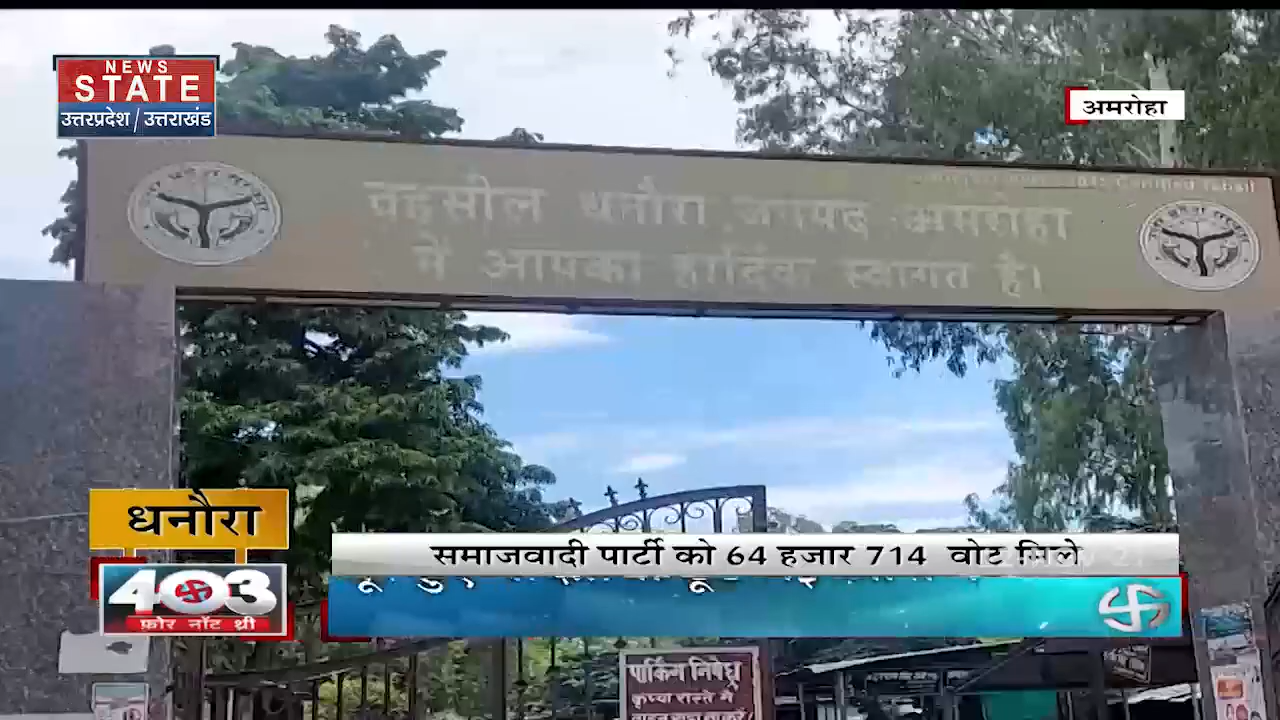 NEWS
STATE
उत्तरप्रदेश / उत्तराखंड
अमरोहा
तहसील धनौरा जनपद अमरोहा
में आपका हार्दिक स्वागत है।
धनौरा
समाजवादी पार्टी को 64 हजार 714 वोट मिले
403
फ़ोर नॉट थ्री
पार्किंग निषेध
कृप्या रास्ते में